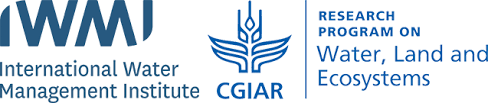 IWMI
International Water
Management Institute
CGIAR
RESEARCH
PROGRAM ON
Water, Land and
Ecosystems